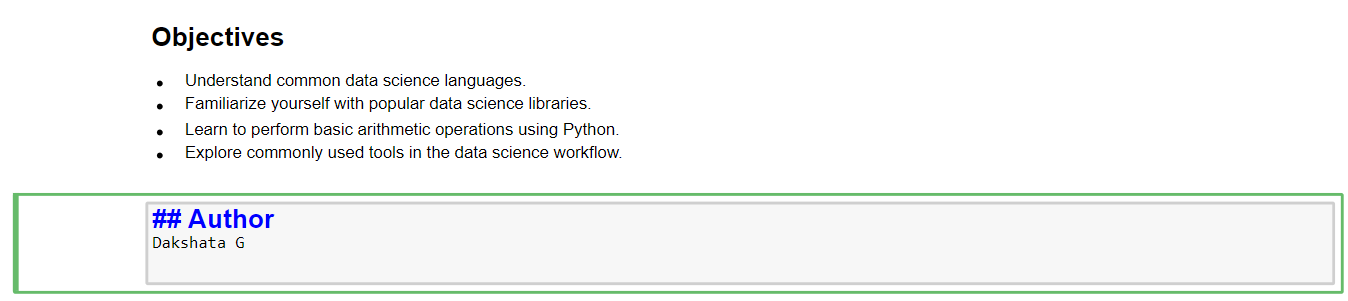 Objectives
• Understand common data science languages.
• Familiarize yourself with popular data science libraries.
• Learn to perform basic arithmetic operations using Python.
• Explore commonly used tools in the data science workflow.
## Author
Dakshata G